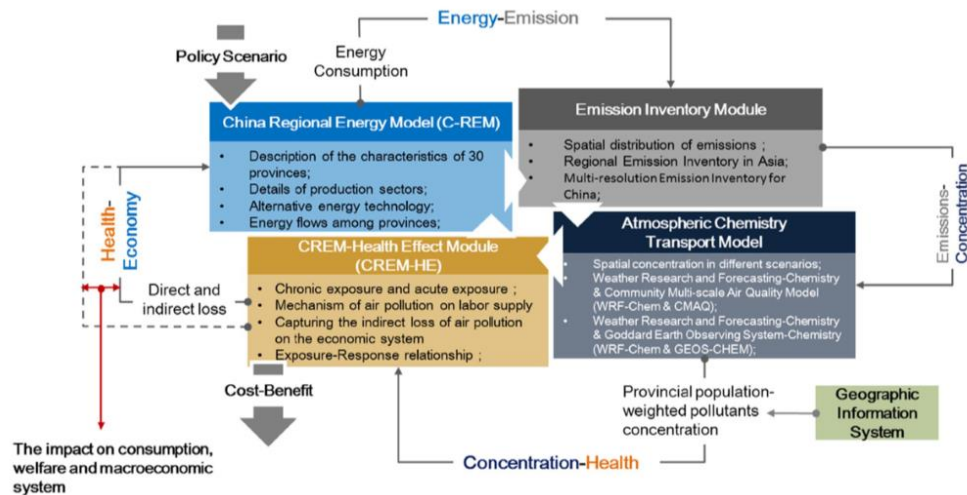 Energy-Emission
Policy Scenario
Energy
Consumption
China Regional Energy Model (C-REM)
• Description of the characteristics of 30
provinces;
• Details of production sectors;
• Alternative energy technology;
• Energy flows among provinces;
Emission Inventory Module
• Spatial distribution of emissions ;
• Regional Emission Inventory in Asia;
• Multi-resolution Emission Inventory for
China;
Emissions-
Concentration
Health-
Economy
Direct and
indirect loss
CREM-Health Effect Module
(CREM-HE)
• Chronic exposure and acute exposure ;
• Mechanism of air pollution on labor supply
• Capturing the indirect loss of air pollution
on the economic system
• Exposure-Response relationship ;
Atmospheric Chemistry
Transport Model
• Spatial concentration in different scenarios;
• Weather Research and Forecasting-Chemistry
& Community Multi-scale Air Quality Model
(WRF-Chem & CMAQ)
• Weather Research and Forecasting-Chemistry
& Goddard Earth Observing System-Chemistry
(WRF-Chem & GEOS-CHEM);
Cost-Benefit
Provincial population-
weighted pollutants
concentration
Geographic
Information
System
The impact on consumption,
welfare and macroeconomic
system
Concentration-Health